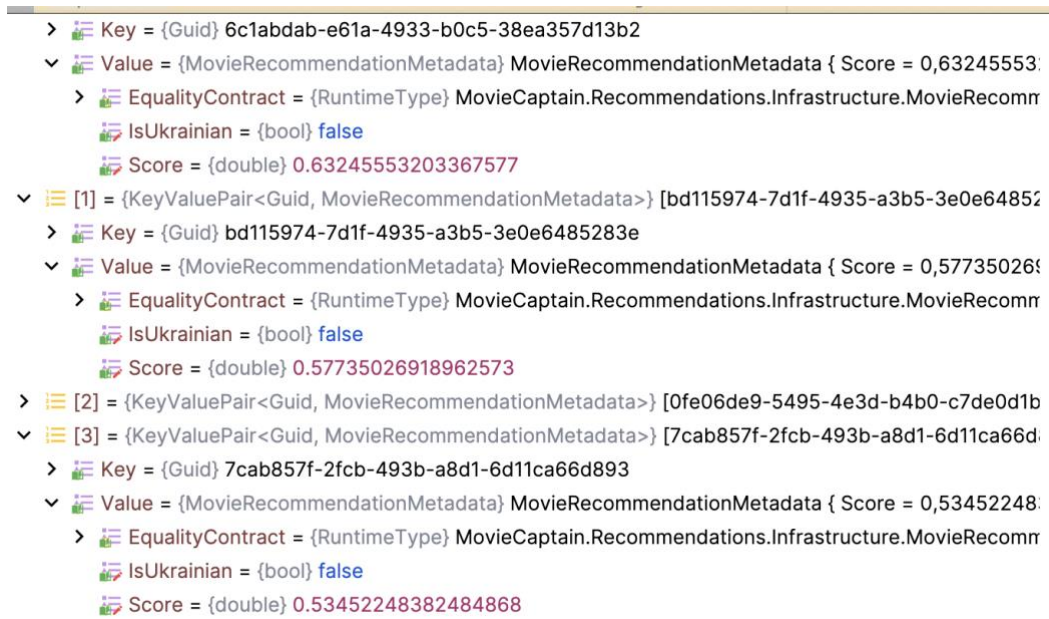 Key = {Guid} 6c1abdab-e61a-4933-b0c5-38ea357d13b2
Value = {MovieRecommendationMetadata} MovieRecommendationMetadata { Score = 0,63245553
EqualityContract = {RuntimeType} MovieCaptain.Recommendations.Infrastructure.MovieRecomm
IsUkrainian = {bool} false
Score = {double} 0.63245553203367577
[1] = {KeyValuePair<Guid, MovieRecommendationMetadata>} [bd115974-7d1f-4935-a3b5-3e0e64852
Key = {Guid} bd115974-7d1f-4935-a3b5-3e0e6485283e
Value = {MovieRecommendationMetadata} MovieRecommendationMetadata { Score = 0,577350269
EqualityContract = {RuntimeType} MovieCaptain.Recommendations.Infrastructure.MovieRecomm
IsUkrainian = {bool} false
Score = {double} 0.57735026918962573
[2] = {KeyValuePair<Guid, MovieRecommendationMetadata>} [0fe06de9-5495-4e3d-b4b0-c7de0d1b
[3] = {KeyValuePair<Guid, MovieRecommendationMetadata>} [7cab857f-2fcb-493b-a8d1-6d11ca66d
Key = {Guid} 7cab857f-2fcb-493b-a8d1-6d11ca66d893
Value = {MovieRecommendationMetadata} MovieRecommendationMetadata { Score = 0,53452248
EqualityContract = {RuntimeType} MovieCaptain.Recommendations.Infrastructure.MovieRecomm
IsUkrainian = {bool} false
Score = {double} 0.53452248382484868